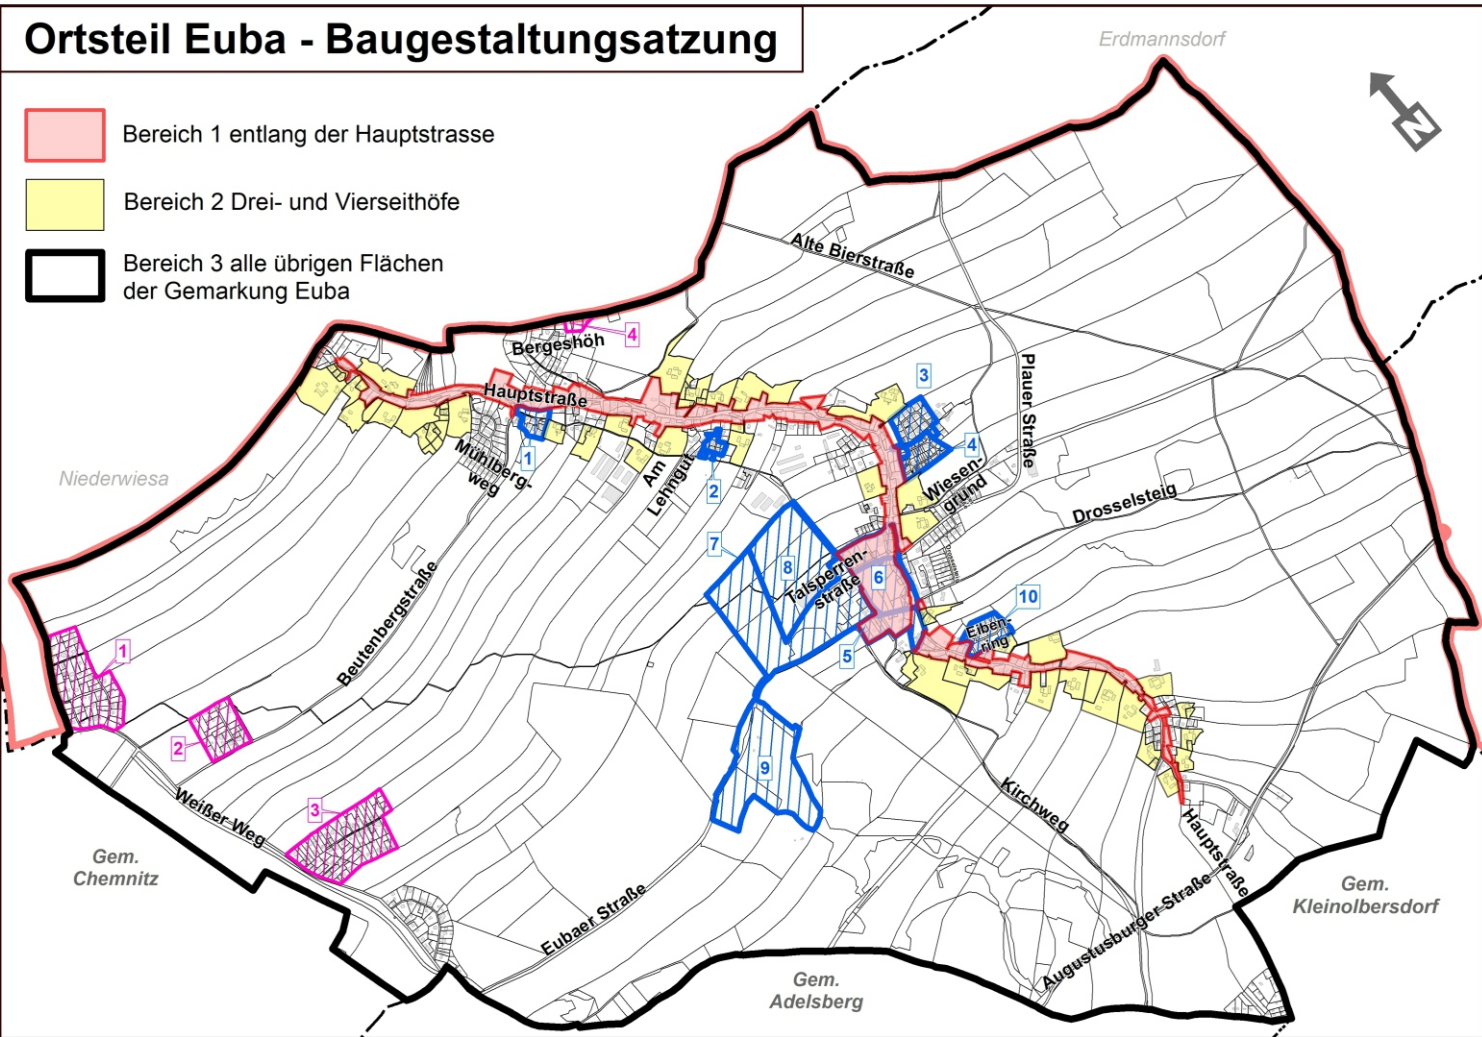 Ortsteil Euba - Baugestaltungsatzung
Erdmannsdorf
N
Bereich 1 entlang der Hauptstrasse
Bereich 2 Drei- und Vierseithöfe
Bereich 3 alle übrigen Flächen
der Gemarkung Euba
Alte Bierstraße
4
Bergeshöh
Hauptstraße
Plauer Straße
3
4
1
Mühlberg-
weg
Am
Lehngut
2
Wiesen-
grund
Niederwiesa
Drosselsteig
7
8
Talsperren-
straße
6
Beutenbergstraße
10
Eiben-
ring
5
1
2
9
3
Weißer Weg
Kirchweg
Hauptstraße
Gem.
Chemnitz
Eubaer Straße
Augustusburger Straße
Gem.
Kleinolbersdorf
Gem.
Adelsberg